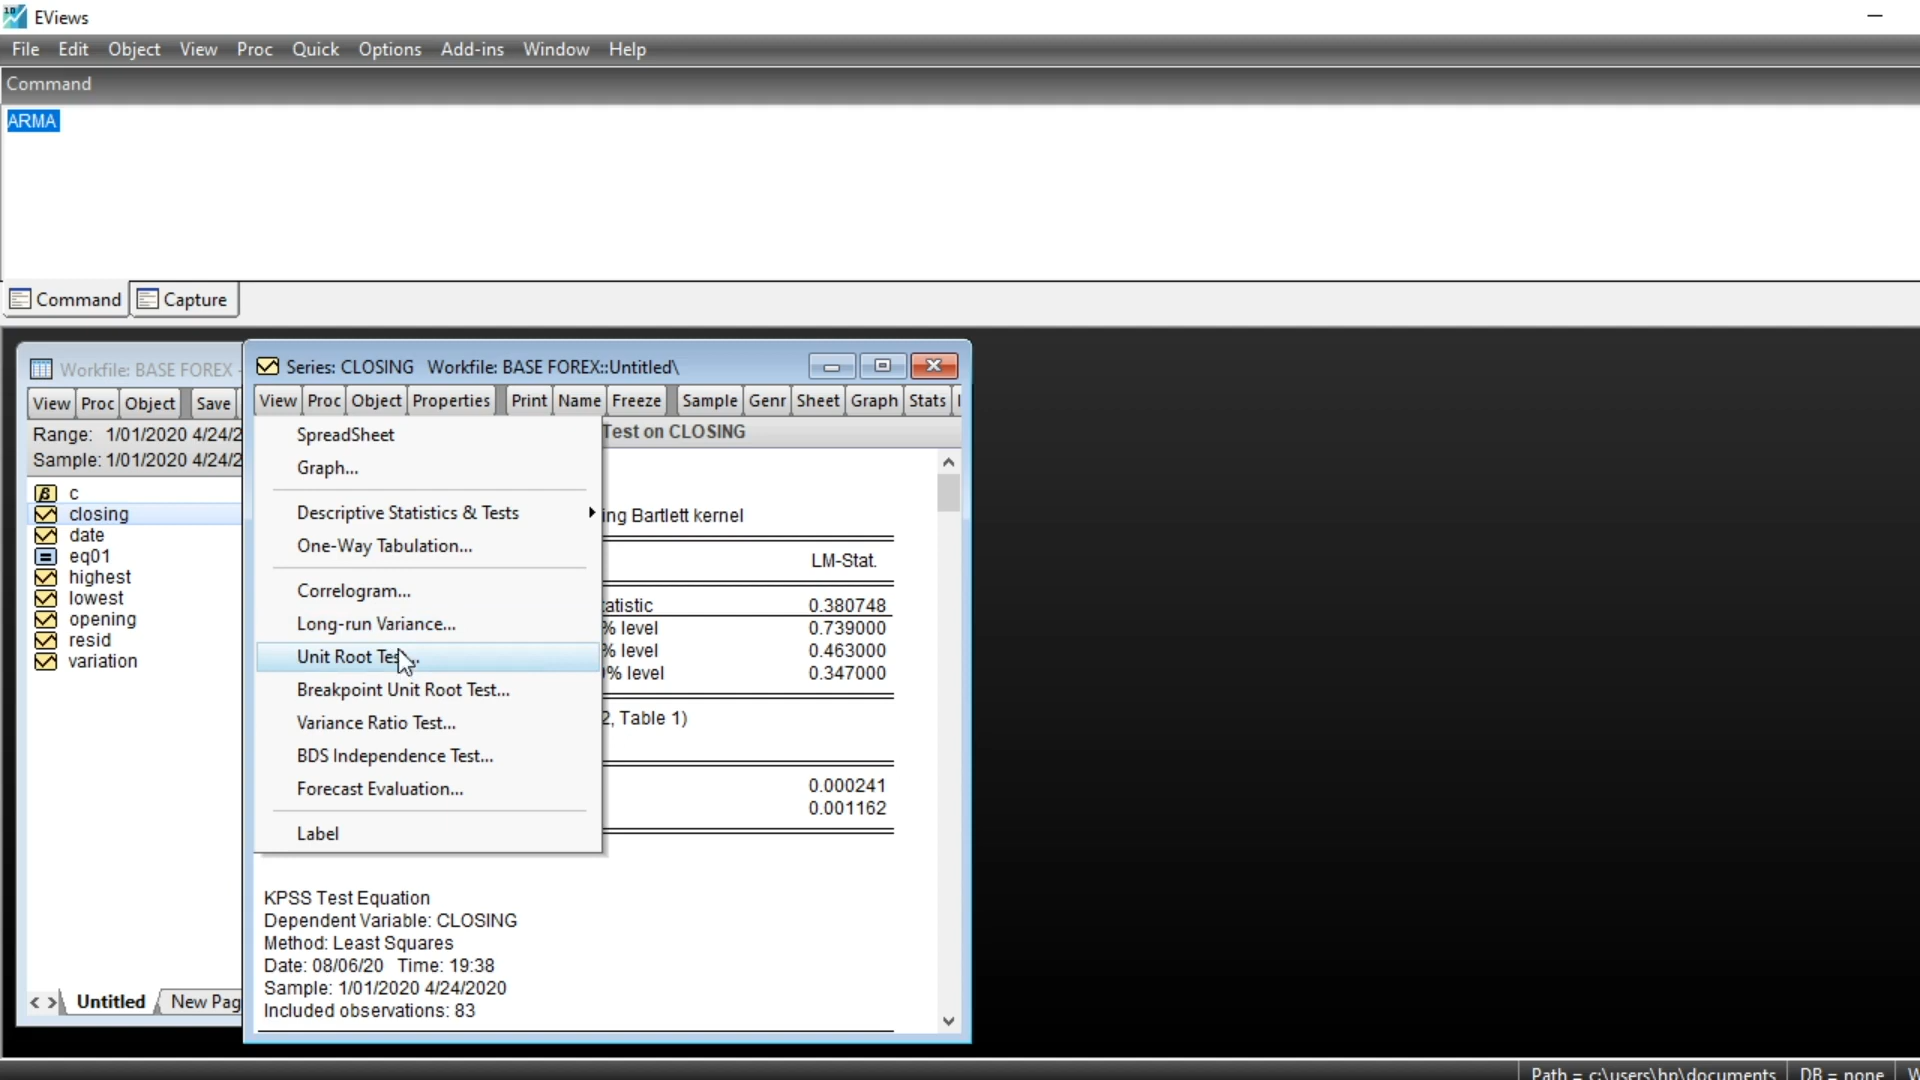 EViews
File Edit Object View Proc Quick Options Add-ins Window Help
Command
ARMA
Command Capture
Workfile: BASE FOREX -
View Proc Object Save
Range: 1/01/2020 4/24/2
Sample: 1/01/2020 4/24/2
c
closing
date
eq01
highest
lowest
opening
resid
variation
< > Untitled New Pag
Series: CLOSING Workfile: BASE FOREX::Untitled\
View Proc Object Properties Print Name Freeze Sample Genr Sheet Graph Stats
SpreadSheet
Graph...
Descriptive Statistics & Tests
One-Way Tabulation...
Correlogram...
Long-run Variance...
Unit Root Tes...
Breakpoint Unit Root Test...
Variance Ratio Test...
BDS Independence Test...
Forecast Evaluation...
Label
Test on CLOSING
ing Bartlett kernel
LM-Stat.
tatistic 0.380748
% level 0.739000
% level 0.463000
% level 0.347000
2, Table 1)
0.000241
0.001162
KPSS Test Equation
Dependent Variable: CLOSING
Method: Least Squares
Date: 08/06/20 Time: 19:38
Sample: 1/01/2020 4/24/2020
Included observations: 83
Path = c:\users\hp\documents DB = none W